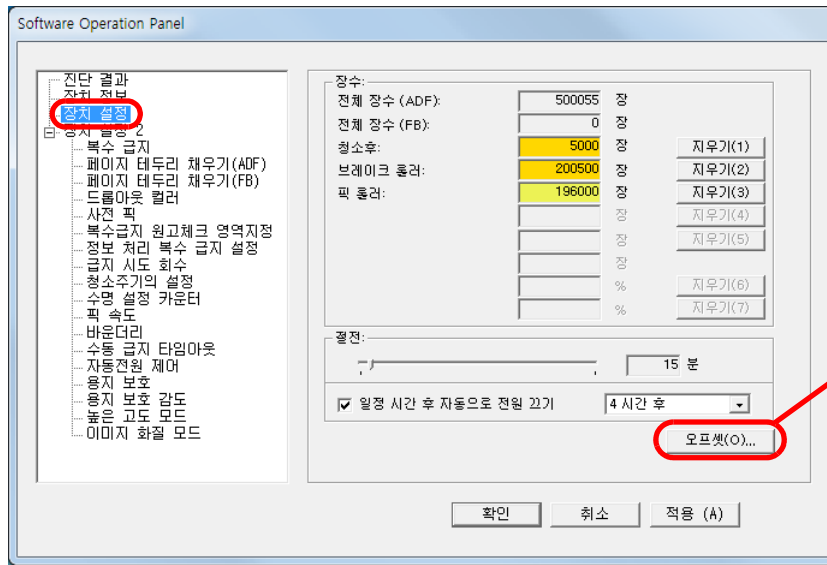 Software Operation Panel
진단 결과
장치 정보
장치 설정
장치 설정 2
복수 급지
페이지 테두리 채우기(ADF)
페이지 테두리 채우기(FB)
드롭아웃 컬러
사전 픽
복수급지 원고체크 영역지정
정보 처리 복수 급지 설정
급지 시도 회수
청소주기의 설정
수명 설정 카운터
픽 속도
바운더리
수동 급지 타임아웃
자동전원 제어
용지 보호
용지 보호 감도
높은 고도 모드
이미지 화질 모드
장수:
전체 장수 (ADF): 500055 장
전체 장수 (FB): 0 장
청소후: 5000 장 지우기(1)
브레이크 롤러: 200500 장 지우기(2)
픽 롤러: 196000 장 지우기(3)
장 지우기(4)
장 지우기(5)
장
% 지우기(6)
% 지우기(7)
절전:
15 분
일정 시간 후 자동으로 전원 끄기 4 시간 후
오프셋(O)...
확인 취소 적용 (A)